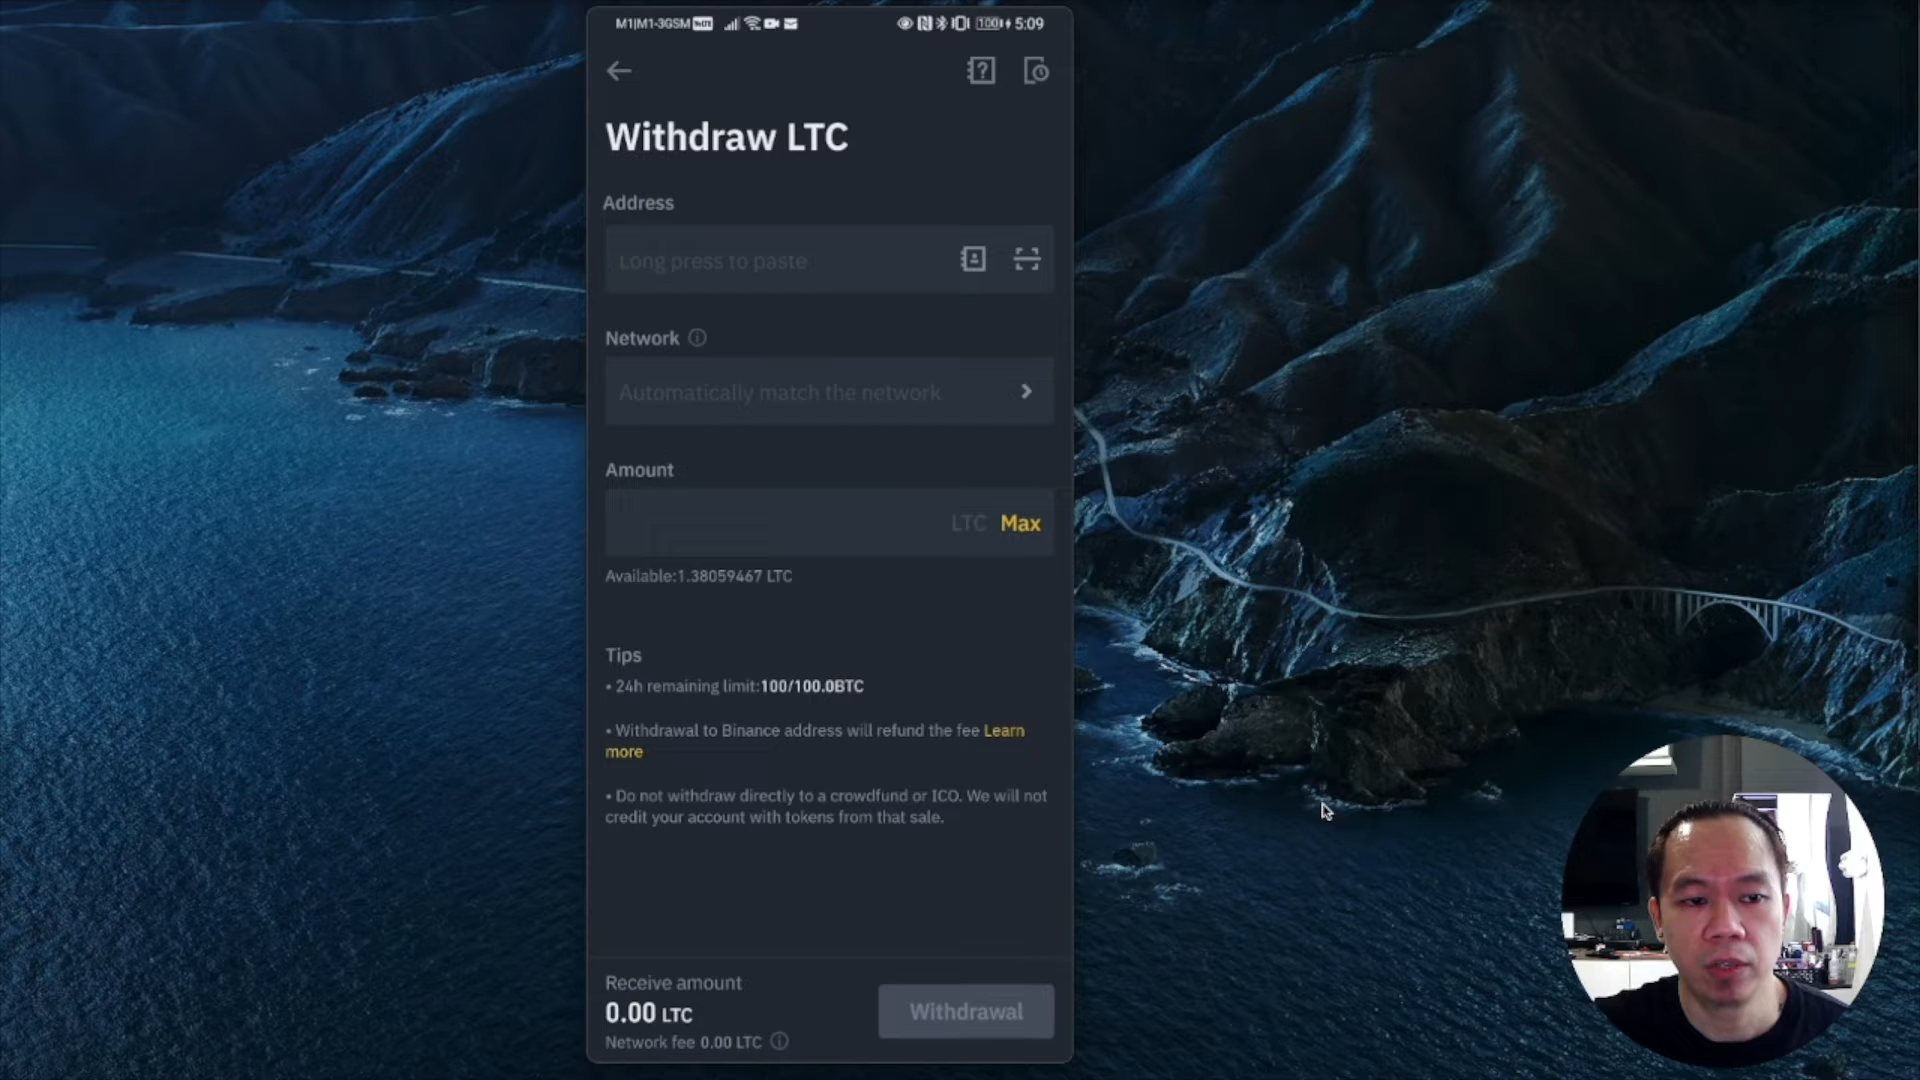 M1|M1-3GSM VoLTE 100 5:09
Withdraw LTC
Address
Long press to paste
Network
Automatically match the network
Amount
LTC Max
Available:1.38059467 LTC
Tips
• 24h remaining limit:100/100.0BTC
• Withdrawal to Binance address will refund the fee Learn
more
• Do not withdraw directly to a crowdfund or ICO. We will not
credit your account with tokens from that sale.
Receive amount
0.00 LTC
Withdrawal
Network fee 0.00 LTC